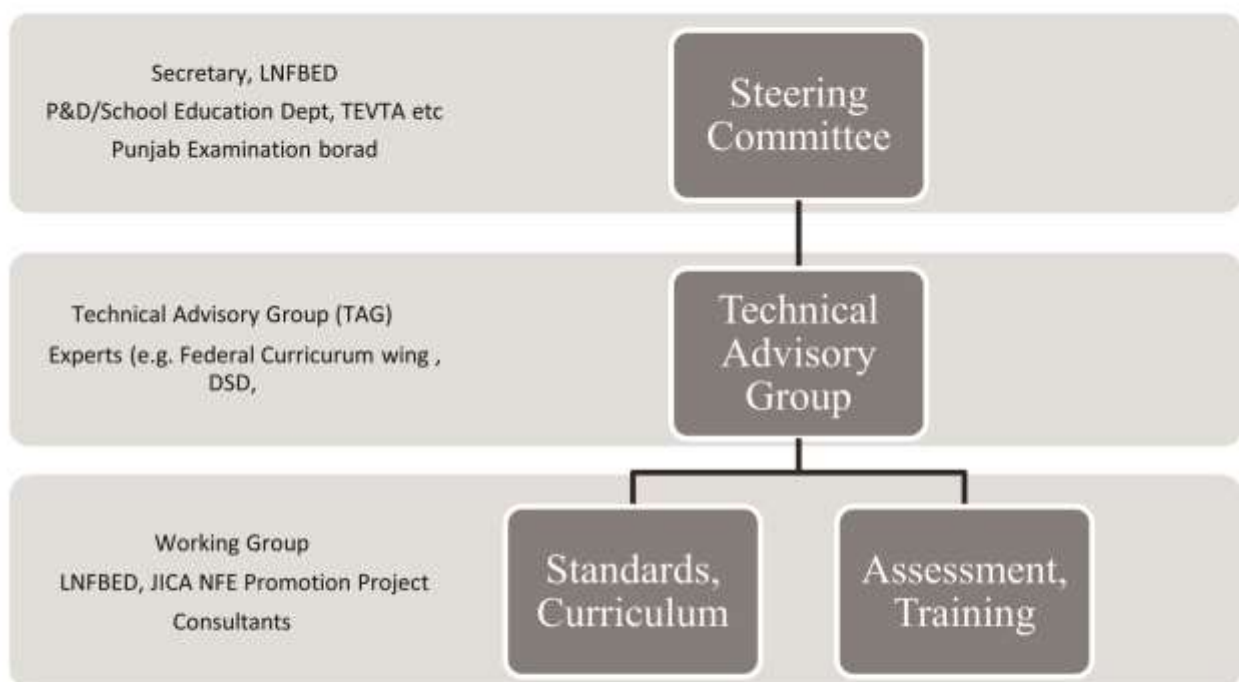 Secretary, LNFBED
P&D/School Education Dept, TEVTA etc
Punjab Examination borad
Steering
Committee
Technical Advisory Group (TAG)
Experts (e.g. Federal Curricurum wing ,
DSD,
Technical
Advisory
Group
Working Group
LNFBED, JICA NFE Promotion Project
Consultants
Standards,
Curriculum
Assessment,
Training